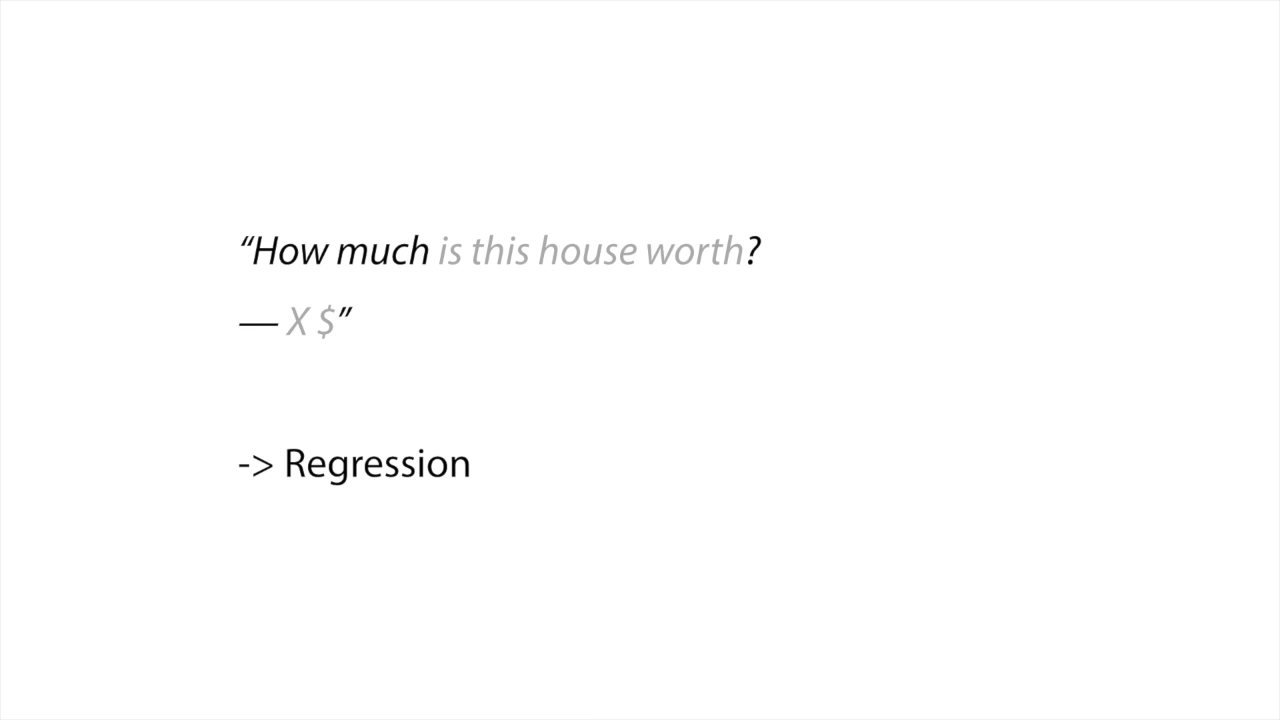 “How much is this house worth?
— X $”
-> Regression